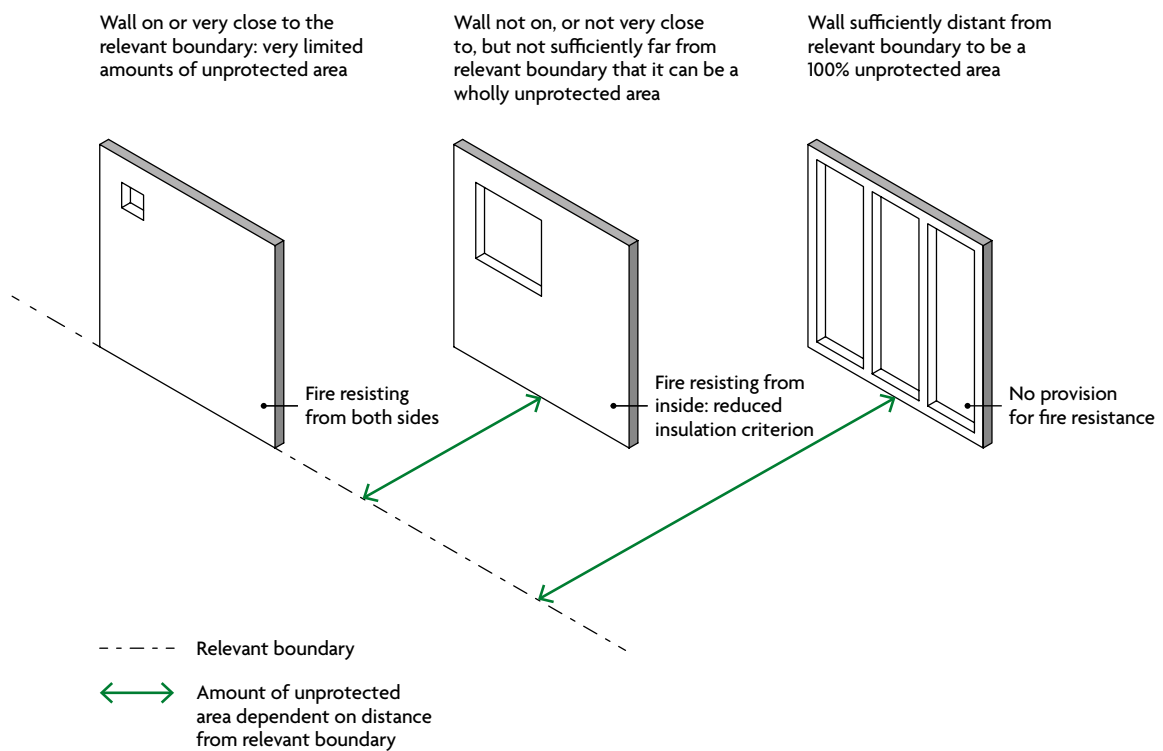 Wall on or very close to the
relevant boundary: very limited
amounts of unprotected area
Wall not on, or not very close
to, but not sufficiently far from
relevant boundary that it can be a
wholly unprotected area
Wall sufficiently distant from
relevant boundary to be a
100% unprotected area
Fire resisting
from both sides
Fire resisting from
inside: reduced
insulation criterion
No provision
for fire resistance
Relevant boundary
Amount of unprotected
area dependent on distance
from relevant boundary